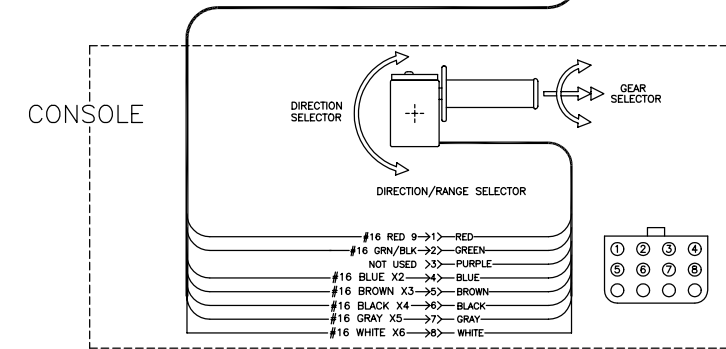 CONSOLE
DIRECTION
SELECTOR
GEAR
SELECTOR
DIRECTION/RANGE SELECTOR
#16 RED 9 1 RED
#16 GRN/BLK 2 GREEN
NOT USED 3 PURPLE
#16 BLUE X2 4 BLUE
#16 BROWN X3 5 BROWN
#16 BLACK X4 6 BLACK
#16 GRAY X5 7 GRAY
#16 WHITE X6 8 WHITE
1 2 3 4
5 6 7 8